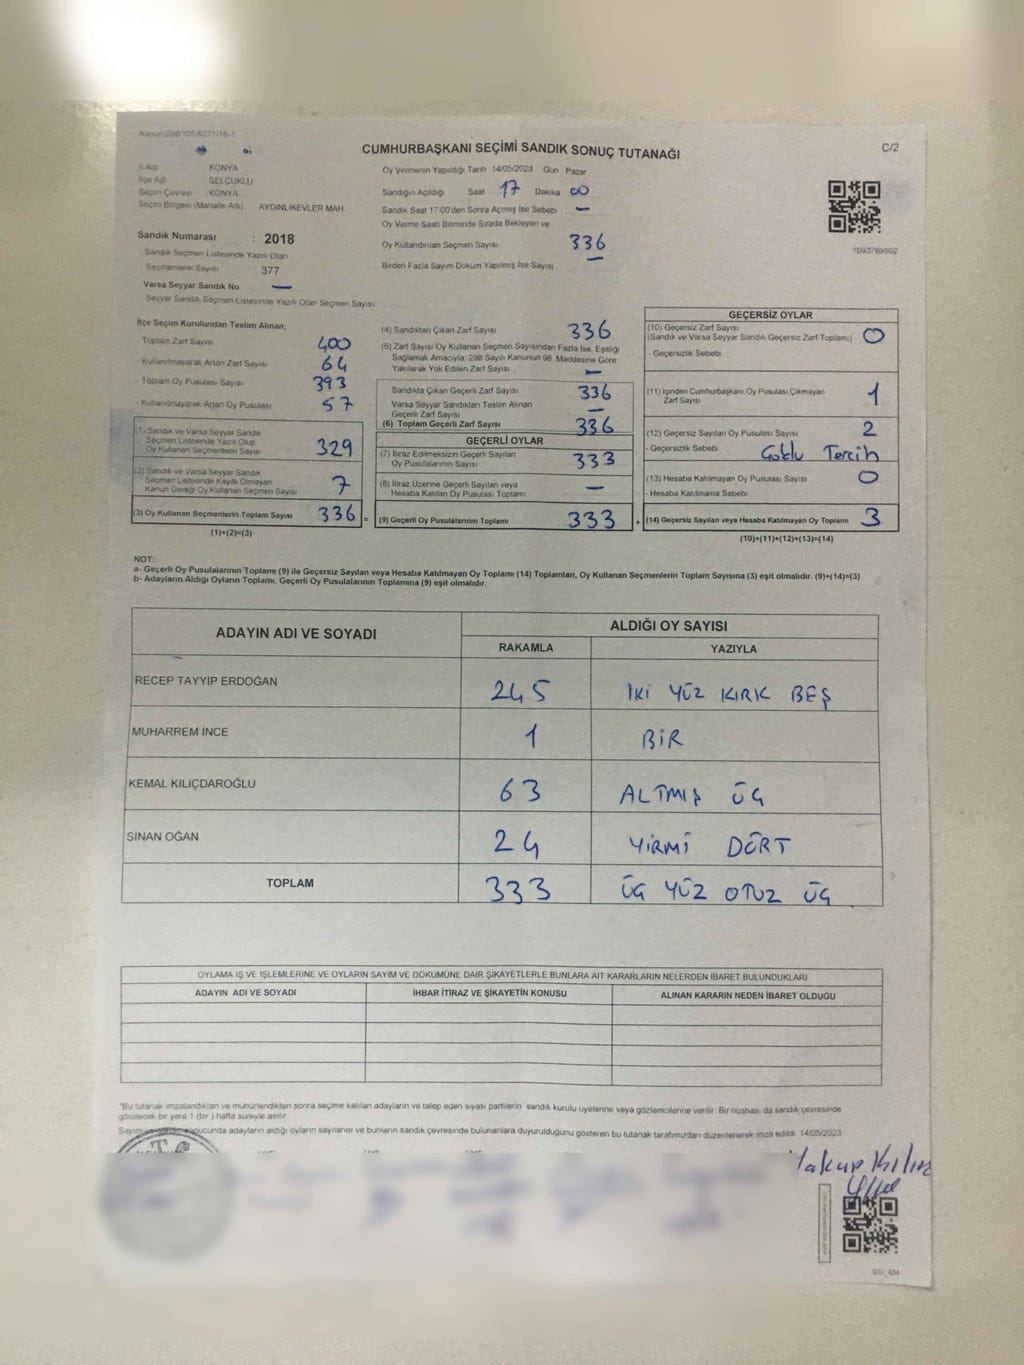 Kanun:298/105,6271/16-1
CUMHURBAŞKANI SEÇİMİ SANDIK SONUÇ TUTANAĞI
C/2
İl Adı : KONYA
İlçe Adı : SELÇUKLU
Seçim Çevresi : KONYA
Seçim Bölgesi (Mahalle Adı) AYDINLIKEVLER MAH.
Sandık Numarası : 2018
Sandık Seçmen Listesinde Yazılı Olan
Seçmenlerin Sayısı 377
Varsa Seyyar Sandık No —
Seyyar Sandık Seçmen Listesinde Yazılı Olan Seçmen Sayısı:
Oy Vermenin Yapıldığı Tarih 14/05/2023 Gün Pazar
Sandığın Açıldığı Saat 17 Dakika 00
Sandık Saat 17:00'den Sonra Açılmış İse Sebebi —
Oy Verme Saati Bitiminde Sırada Bekleyen ve
Oy Kullandırılan Seçmen Sayısı 336
Birden Fazla Sayım Döküm Yapılmış İse Sayısı —
1093769502
İlçe Seçim Kurulundan Teslim Alınan;
Toplam Zarf Sayısı 400
Kullanılmayarak Artan Zarf Sayısı 64
Toplam Oy Pusulası Sayısı 393
Kullanılmayarak Artan Oy Pusulası 57
(1) Sandık ve Varsa Seyyar Sandık
Seçmen Listesinde Yazılı Olup
Oy Kullanan Seçmenlerin Sayısı 329
(2) Sandık ve Varsa Seyyar Sandık
Seçmen Listesinde Kayıtlı Olmayan
Kanun Gereği Oy Kullanan Seçmen Sayısı 7
(3) Oy Kullanan Seçmenlerin Toplam Sayısı 336 =
(1)+(2)=(3)
(4) Sandıktan Çıkan Zarf Sayısı 336
(5) Zarf Sayısı Oy Kullanan Seçmen Sayısından Fazla İse, Eşitliği
Sağlamak Amacıyla, 298 Sayılı Kanunun 98. Maddesine Göre
Yakılarak Yok Edilen Zarf Sayısı —
Sandıkta Çıkan Geçerli Zarf Sayısı 336
Varsa Seyyar Sandıktan Teslim Alınan
Geçerli Zarf Sayısı —
(6) Toplam Geçerli Zarf Sayısı 336
GEÇERLİ OYLAR
(7) İtiraz Edilmeksizin Geçerli Sayılan
Oy Pusulalarının Sayısı 333
(8) İtiraz Üzerine Geçerli Sayılan veya
Hesaba Katılan Oy Pusulası Toplamı —
(9) Geçerli Oy Pusulalarının Toplamı 333 +
GEÇERSİZ OYLAR
(10) Geçersiz Zarf Sayısı
(Sandık ve Varsa Seyyar Sandık Geçersiz Zarf Toplamı) 0
- Geçersizlik Sebebi
(11) İçinden Cumhurbaşkanı Oy Pusulası Çıkmayan
Zarf Sayısı 1
(12) Geçersiz Sayılan Oy Pusulası Sayısı 2
- Geçersizlik Sebebi Çoklu Tercih
(13) Hesaba Katılmayan Oy Pusulası Sayısı 0
- Hesaba Katılmama Sebebi
(14) Geçersiz Sayılan veya Hesaba Katılmayan Oy Toplamı 3
(10)+(11)+(12)+(13)=(14)
NOT:
a- Geçerli Oy Pusulalarının Toplamı (9) ile Geçersiz Sayılan veya Hesaba Katılmayan Oy Toplamı (14) Toplamları, Oy Kullanan Seçmenlerin Toplam Sayısına (3) eşit olmalıdır. (9)+(14)=(3)
b- Adayların Aldığı Oyların Toplamı, Geçerli Oy Pusulalarının Toplamına (9) eşit olmalıdır.
ADAYIN ADI VE SOYADI ALDIĞI OY SAYISI
RAKAMLA YAZIYLA
RECEP TAYYİP ERDOĞAN 245 İKİ YÜZ KIRK BEŞ
MUHARREM İNCE 1 BİR
KEMAL KILIÇDAROĞLU 63 ALTMIŞ ÜÇ
SİNAN OĞAN 24 YİRMİ DÖRT
TOPLAM 333 ÜÇ YÜZ OTUZ ÜÇ
OYLAMA İŞ VE İŞLEMLERİNE VE OYLARIN SAYIM VE DÖKÜMÜNE DAİR ŞİKAYETLERLE BUNLARA AİT KARARLARIN NELERDEN İBARET BULUNDUKLARI
ADAYIN ADI VE SOYADI İHBAR İTİRAZ VE ŞİKAYETİN KONUSU ALINAN KARARIN NEDEN İBARET OLDUĞU
"Bu tutanak imzalandıktan ve mühürlendikten sonra seçime katılan adayların ve talep eden siyasi partilerin sandık kurulu üyelerine veya gözlemcilerine verilir. Bir nüshası da sandık çevresinde
görülecek bir yere 1 (bir) hafta süreyle asılır.
Sayım ve sonucunda adayların aldığı oyların sayılarını ve bunların sandık çevresinde bulunanlara duyurulduğunu gösteren bu tutanak tarafımızdan düzenlenerek imza edildi. 14/05/2023
T.C.
Yakup